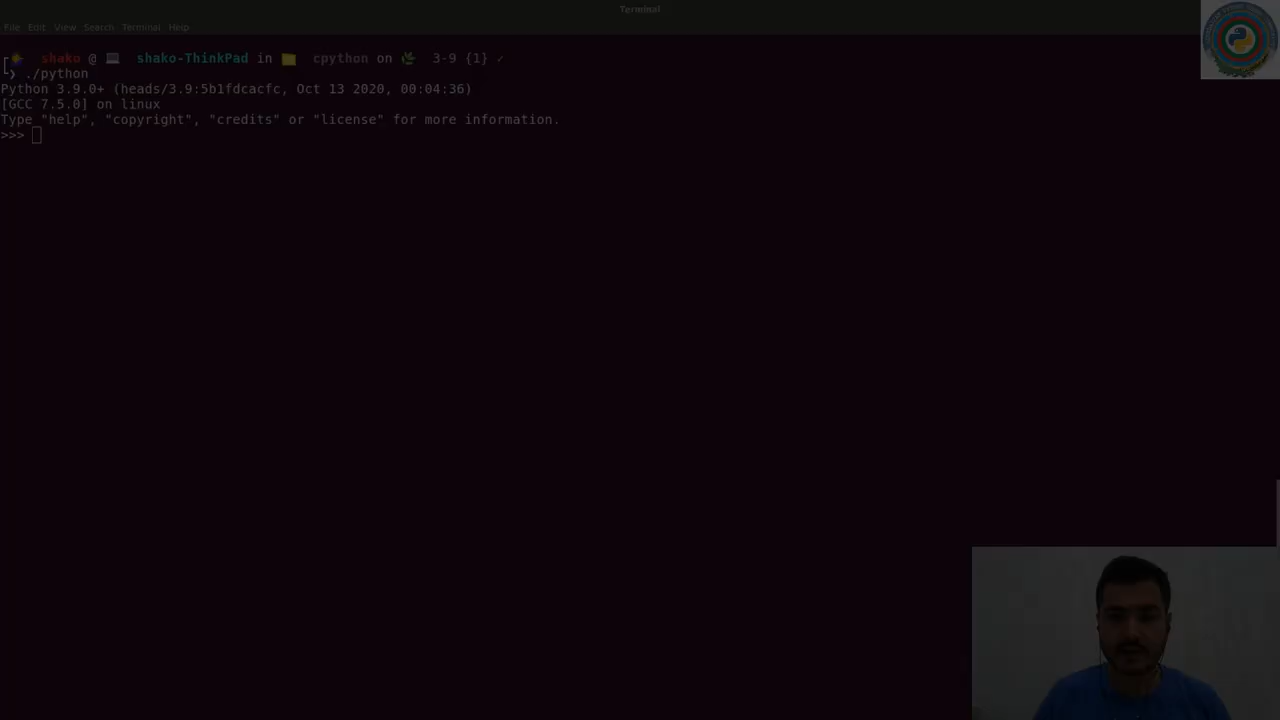 Terminal
File Edit View Search Terminal Help
shako @ shako-ThinkPad in cpython on 3-9 {1} ✓
❯ ./python
Python 3.9.0+ (heads/3.9:5b1fdcacfc, Oct 13 2020, 00:04:36)
[GCC 7.5.0] on linux
Type "help", "copyright", "credits" or "license" for more information.
>>>